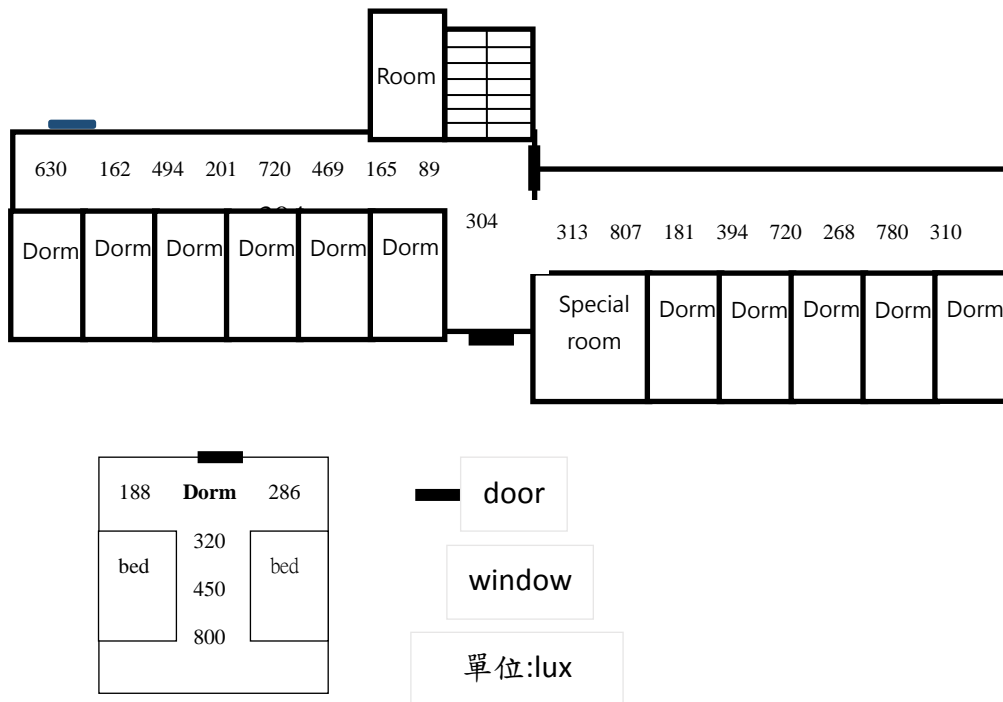 Room
630 162 494 201 720 469 165 89
304
313 807 181 394 720 268 780 310
Dorm Dorm Dorm Dorm Dorm Dorm
Special room Dorm Dorm Dorm Dorm Dorm
188 Dorm 286
320
bed bed
450
800
door
window
單位:lux